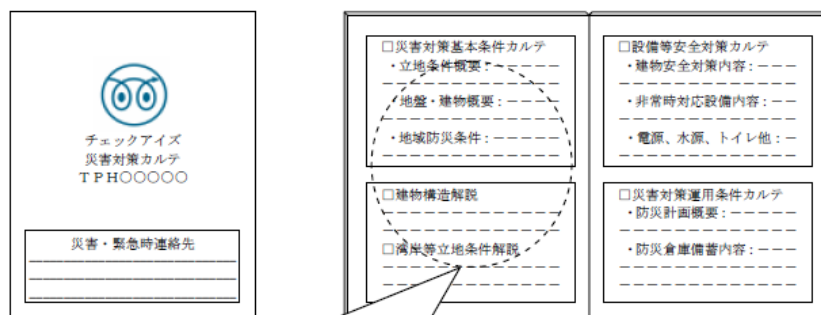 チェックアイズ
災害対策カルテ
TPH○○○○○
災害・緊急時連絡先
□災害対策基本条件カルテ
・立地条件概要：
・地盤・建物概要：
・地域防災条件：
□建物構造解説
□湾岸等立地条件解説
□設備等安全対策カルテ
・建物安全対策内容：
・非常時対応設備内容：
・電源、水源、トイレ他：
□災害対策運用条件カルテ
・防災計画概要：
・防災倉庫備蓄内容：